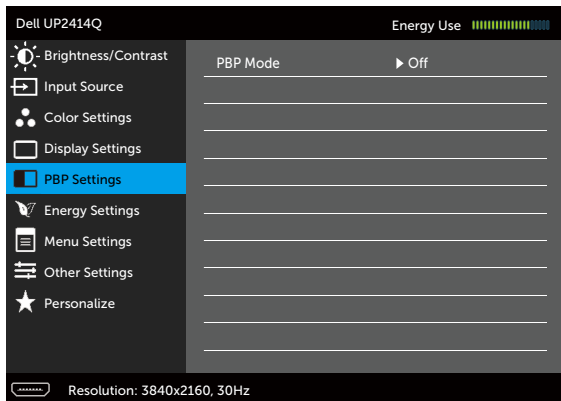 Dell UP2414Q
Energy Use
Brightness/Contrast
PBP Mode
Off
Input Source
Color Settings
Display Settings
PBP Settings
Energy Settings
Menu Settings
Other Settings
Personalize
Resolution: 3840x2160, 30Hz